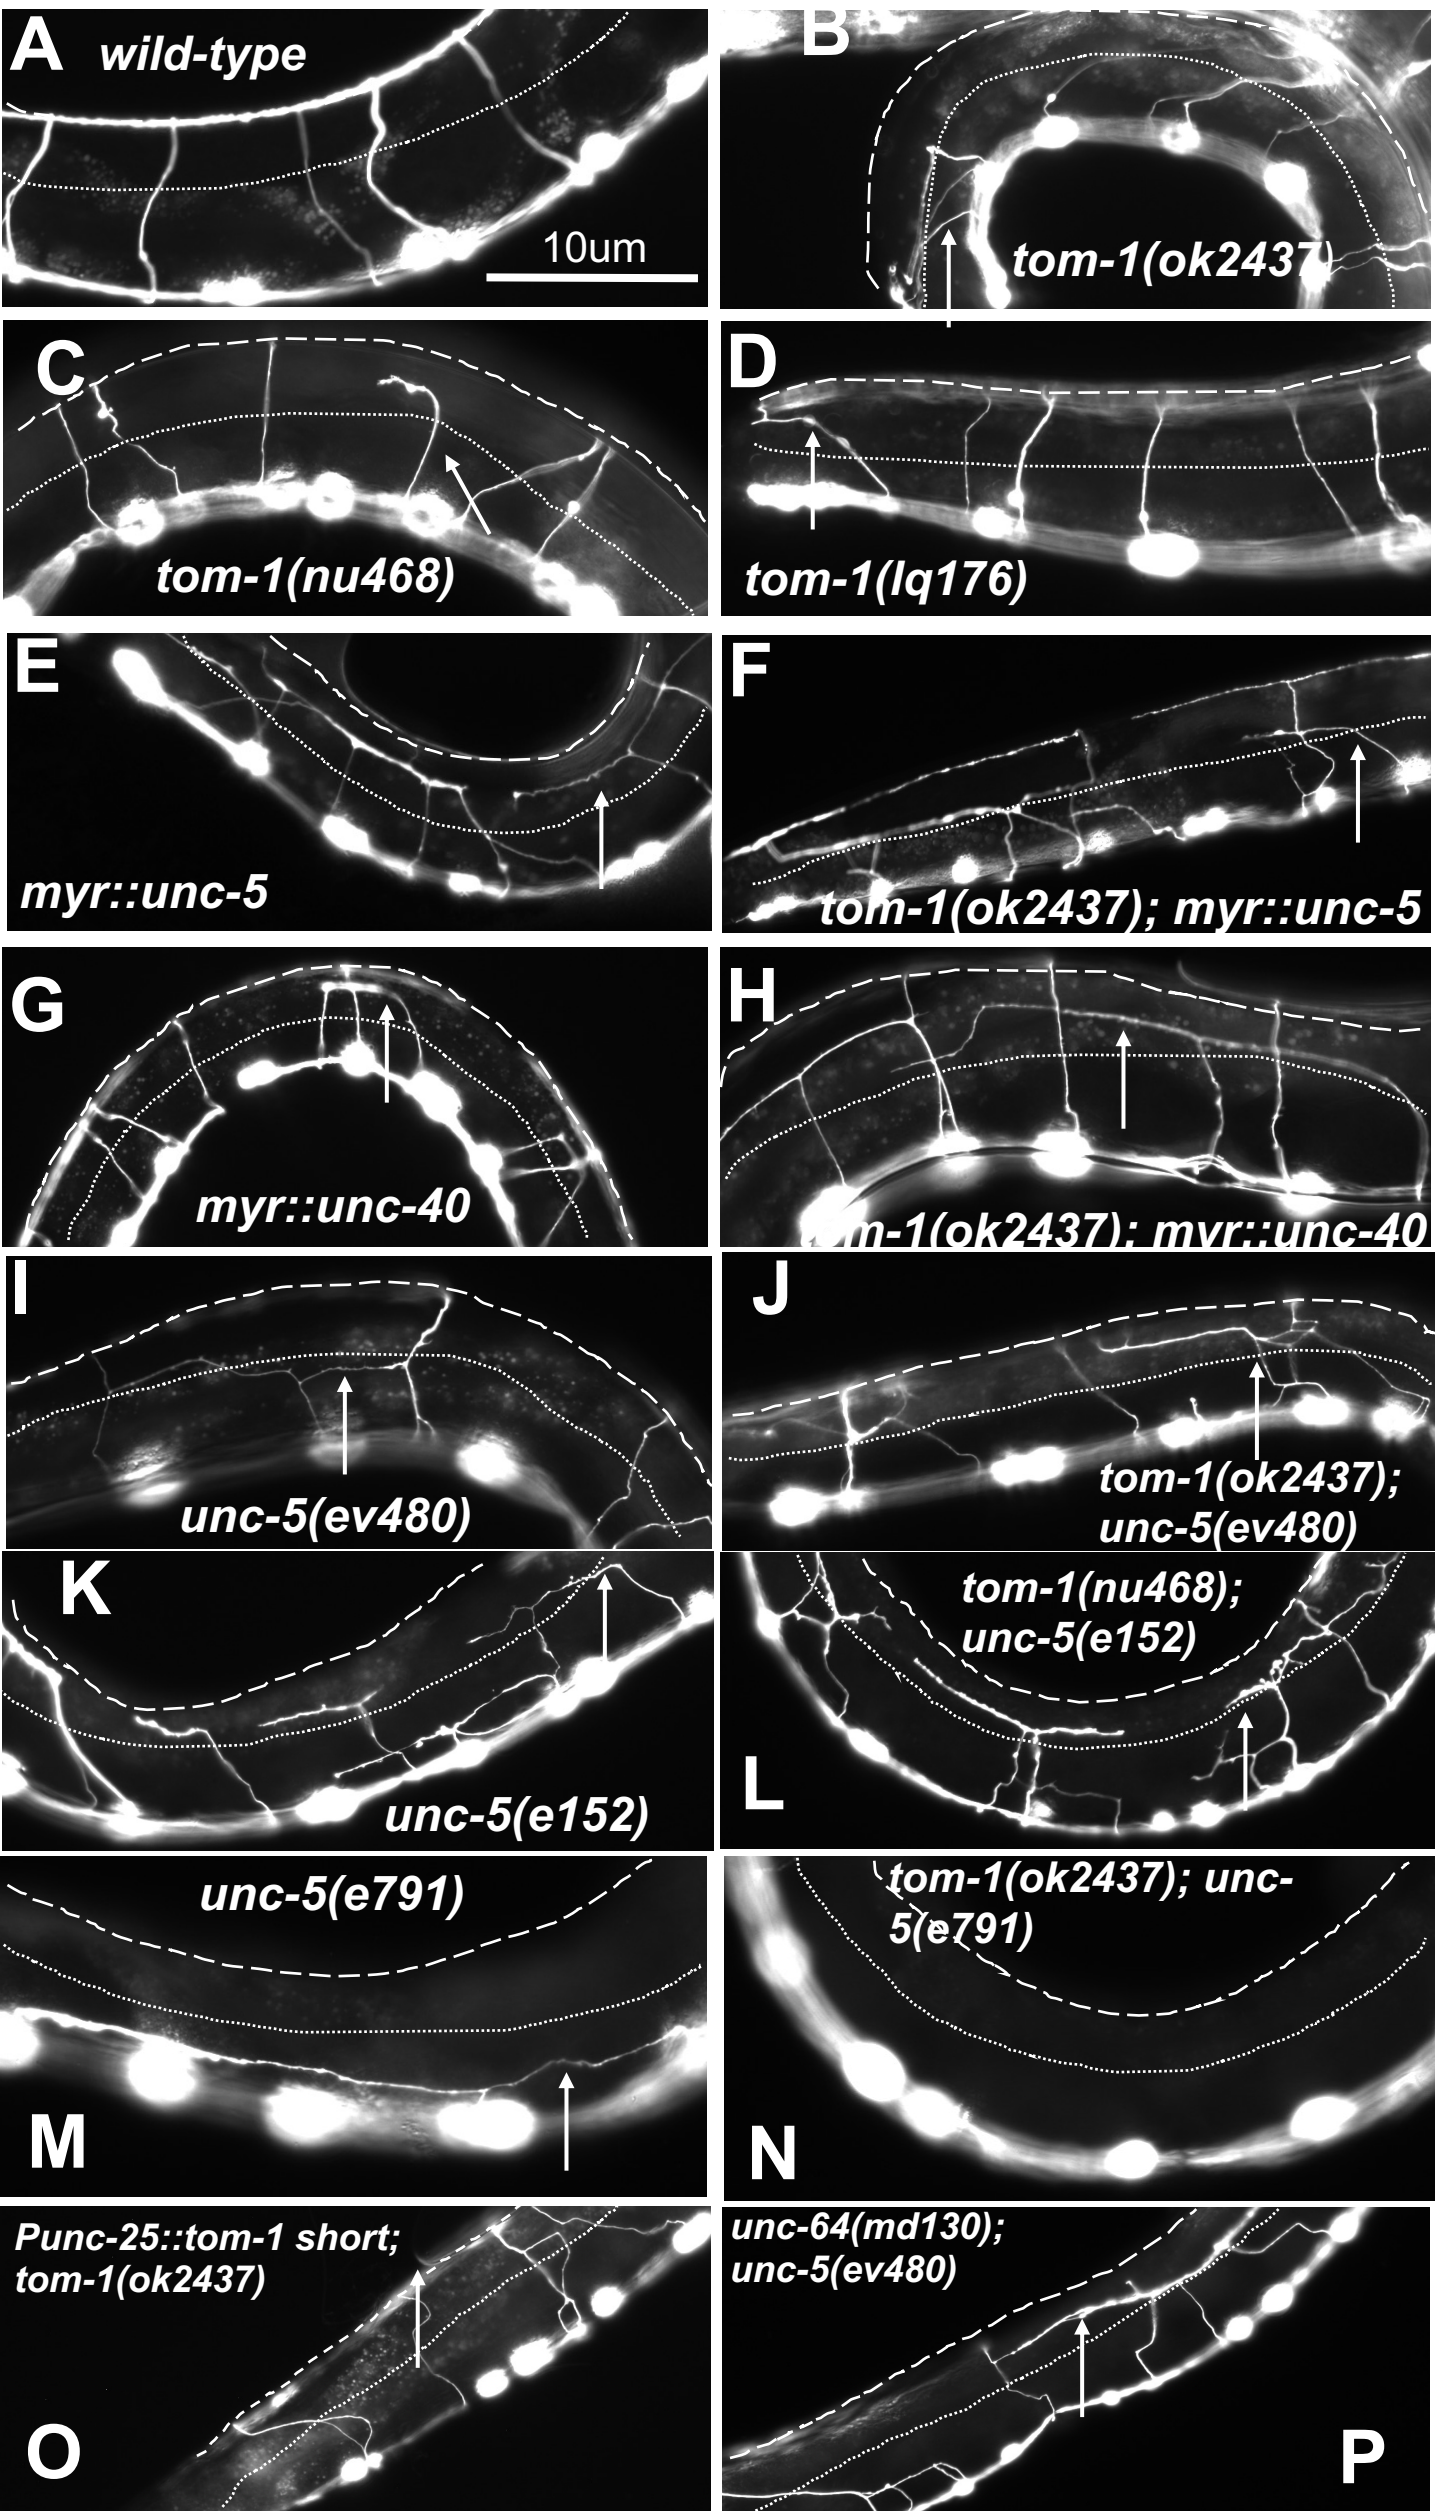 A wild-type
10um
B
tom-1(ok2437)
C
tom-1(nu468)
D
tom-1(lq176)
E
myr::unc-5
F
tom-1(ok2437); myr::unc-5
G
myr::unc-40
H
tom-1(ok2437); myr::unc-40
I
unc-5(ev480)
J
tom-1(ok2437);
unc-5(ev480)
K
unc-5(e152)
tom-1(nu468);
unc-5(e152)
L
unc-5(e791)
M
tom-1(ok2437); unc-
5(e791)
N
Punc-25::tom-1 short;
tom-1(ok2437)
O
unc-64(md130);
unc-5(ev480)
P